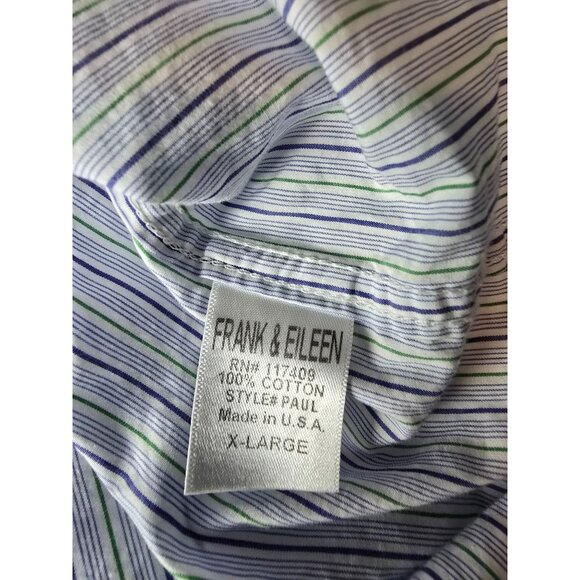 FRANK & EILEEN
RN# 117409
100% COTTON
STYLE# PAUL
Made in U.S.A.
X-LARGE